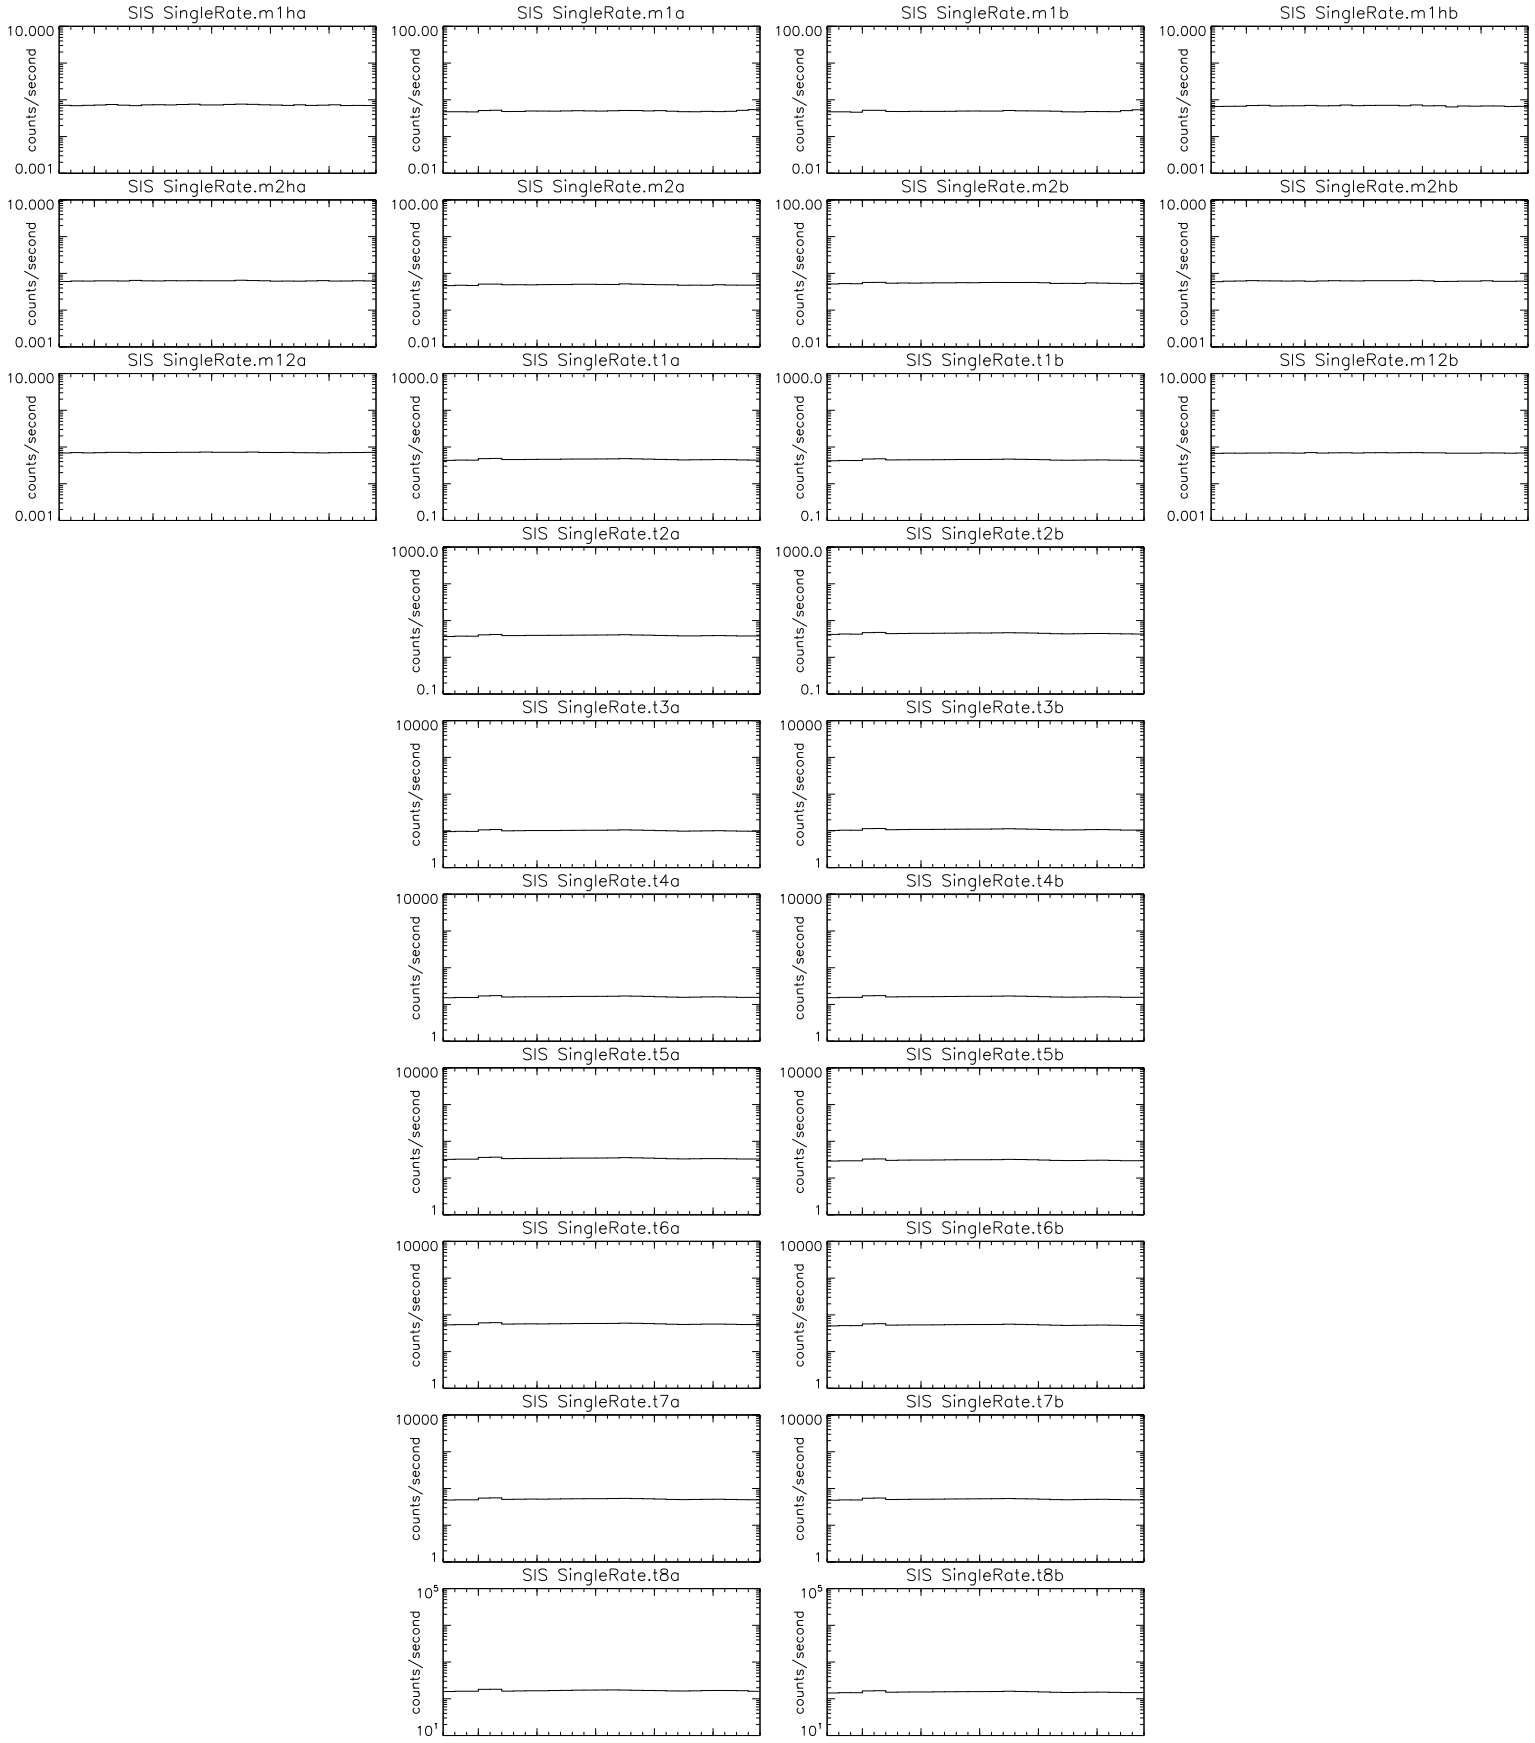 SIS SingleRate.m1ha
10.000
counts/second
0.001
SIS SingleRate.m1a
100.00
counts/second
0.01
SIS SingleRate.m1b
100.00
counts/second
0.01
SIS SingleRate.m1hb
10.000
counts/second
0.001
SIS SingleRate.m2ha
10.000
counts/second
0.001
SIS SingleRate.m2a
100.00
counts/second
0.01
SIS SingleRate.m2b
100.00
counts/second
0.01
SIS SingleRate.m2hb
10.000
counts/second
0.001
SIS SingleRate.m12a
10.000
counts/second
0.001
SIS SingleRate.t1a
1000.0
counts/second
0.1
SIS SingleRate.t1b
1000.0
counts/second
0.1
SIS SingleRate.m12b
10.000
counts/second
0.001
SIS SingleRate.t2a
1000.0
counts/second
0.1
SIS SingleRate.t2b
1000.0
counts/second
0.1
SIS SingleRate.t3a
10000
counts/second
1
SIS SingleRate.t3b
10000
counts/second
1
SIS SingleRate.t4a
10000
counts/second
1
SIS SingleRate.t4b
10000
counts/second
1
SIS SingleRate.t5a
10000
counts/second
1
SIS SingleRate.t5b
10000
counts/second
1
SIS SingleRate.t6a
10000
counts/second
1
SIS SingleRate.t6b
10000
counts/second
1
SIS SingleRate.t7a
10000
counts/second
1
SIS SingleRate.t7b
10000
counts/second
1
SIS SingleRate.t8a
10⁵
counts/second
10¹
SIS SingleRate.t8b
10⁵
counts/second
10¹